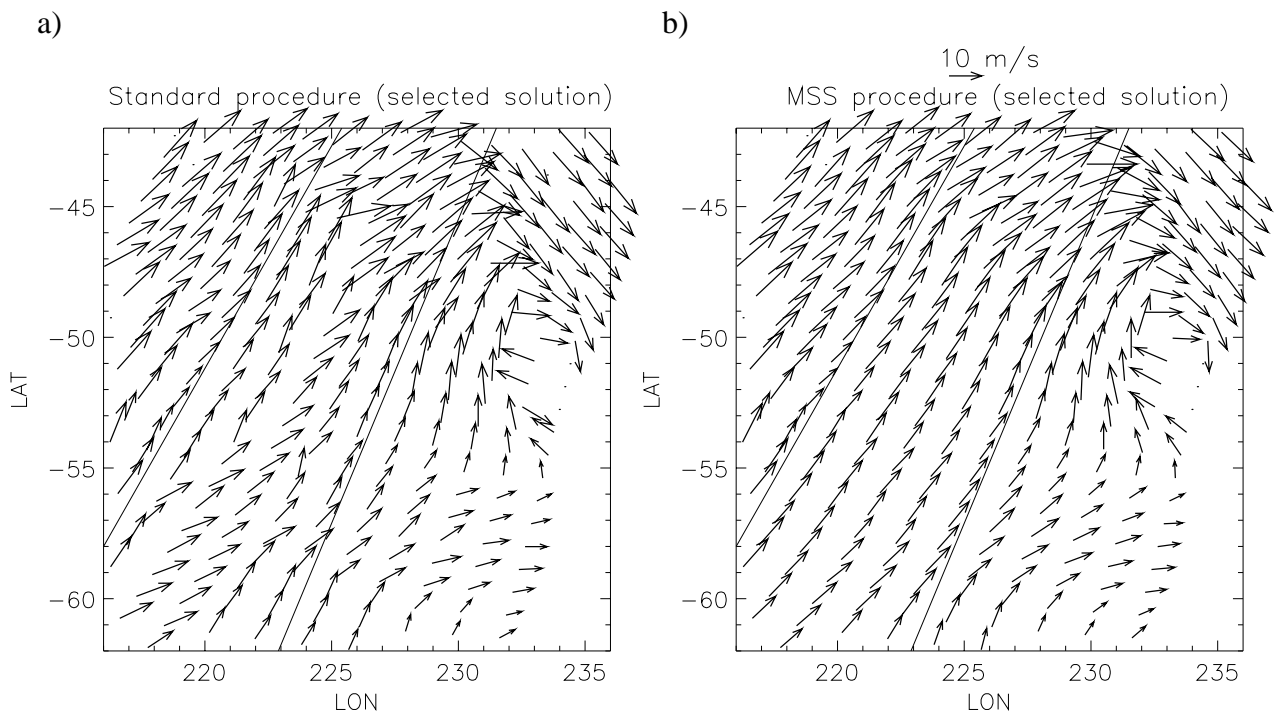 a)
b)
10 m/s
Standard procedure (selected solution)
MSS procedure (selected solution)
-45
-50
-55
-60
LAT
220
225
230
235
LON
-45
-50
-55
-60
LAT
220
225
230
235
LON